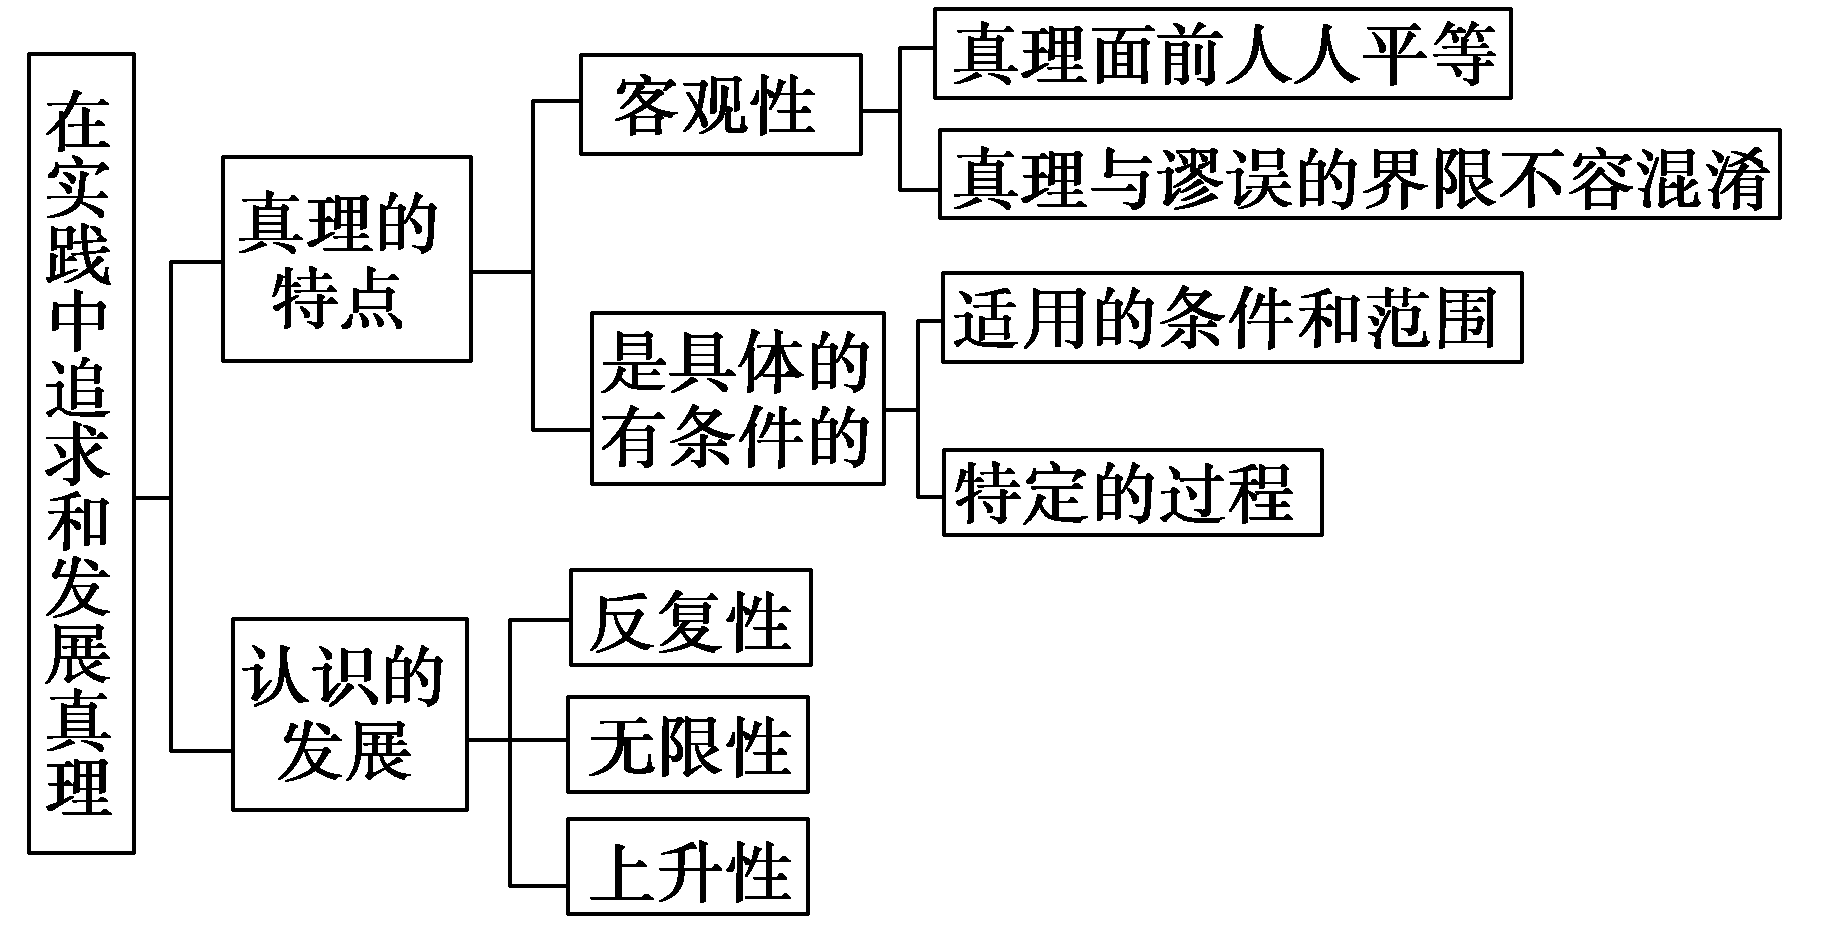 在实践中追求和发展真理
真理的
特点
客观性
真理面前人人平等
真理与谬误的界限不容混淆
是具体的
有条件的
适用的条件和范围
特定的过程
认识的
发展
反复性
无限性
上升性